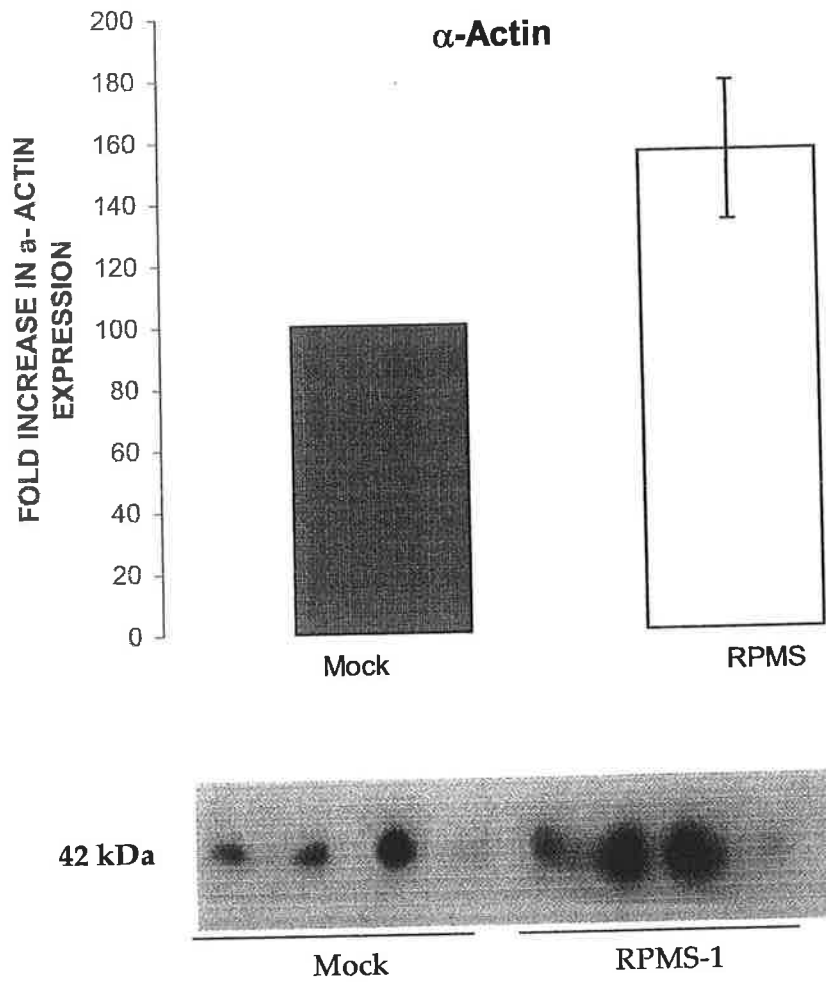 α-Actin
FOLD INCREASE IN a- ACTIN
EXPRESSION
200
180
160
140
120
100
80
60
40
20
0
Mock
RPMS
42 kDa
Mock
RPMS-1